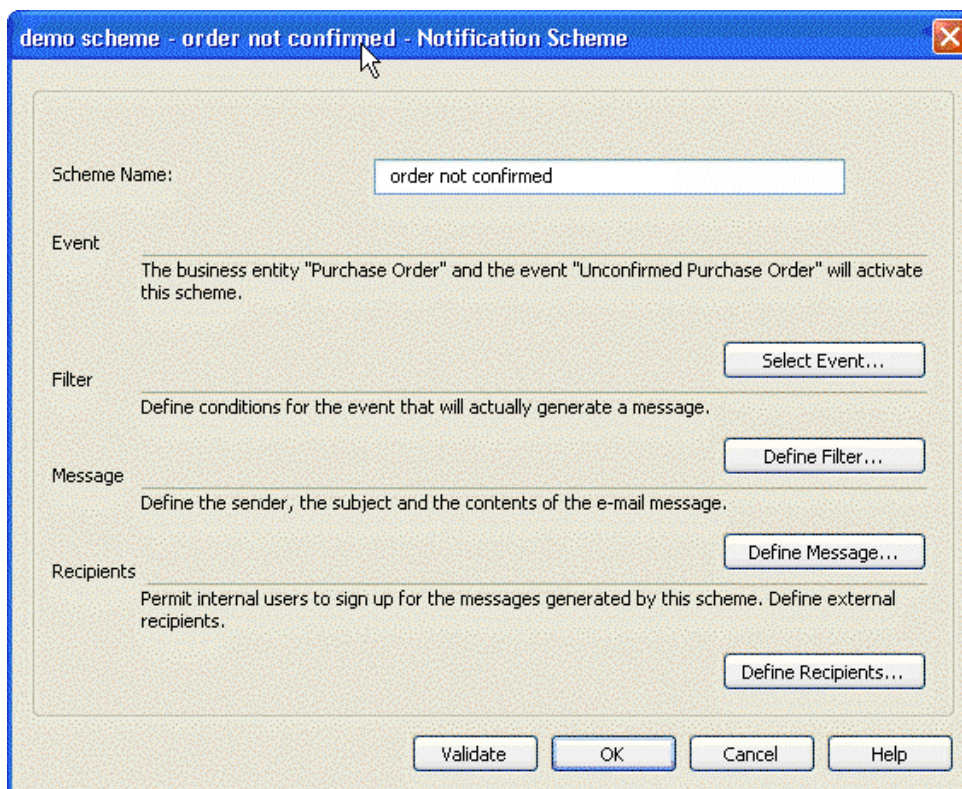 demo scheme - order not confirmed - Notification Scheme
Scheme Name:
order not confirmed
Event
The business entity "Purchase Order" and the event "Unconfirmed Purchase Order" will activate
this scheme.
Select Event...
Filter
Define conditions for the event that will actually generate a message.
Define Filter...
Message
Define the sender, the subject and the contents of the e-mail message.
Define Message...
Recipients
Permit internal users to sign up for the messages generated by this scheme. Define external
recipients.
Define Recipients...
Validate
OK
Cancel
Help